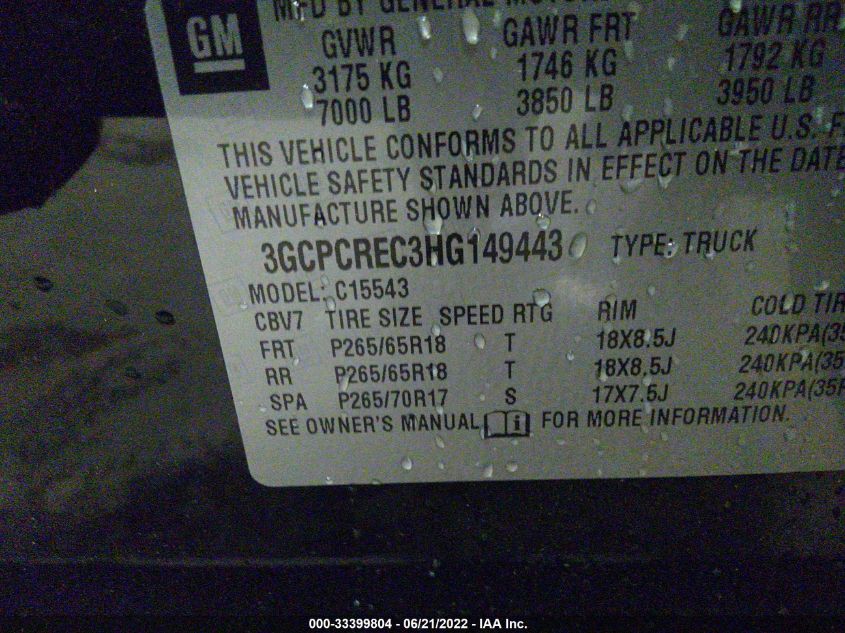 GM
MFD BY GENERAL
GVWR GAWR FRT GAWR RR
3175 KG 1746 KG 1792 KG
7000 LB 3850 LB 3950 LB
THIS VEHICLE CONFORMS TO ALL APPLICABLE U.S.
VEHICLE SAFETY STANDARDS IN EFFECT ON THE DATE
MANUFACTURE SHOWN ABOVE.
3GCPCREC3HG149443 TYPE: TRUCK
MODEL: C15543
CBV7 TIRE SIZE SPEED RTG RIM COLD TIR
FRT P265/65R18 T 18X8.5J 240KPA(35
RR P265/65R18 T 18X8.5J 240KPA(35
SPA P265/70R17 S 17X7.5J 240KPA(35P
SEE OWNER'S MANUAL i FOR MORE INFORMATION.
000-33399804 - 06/21/2022 - IAA Inc.